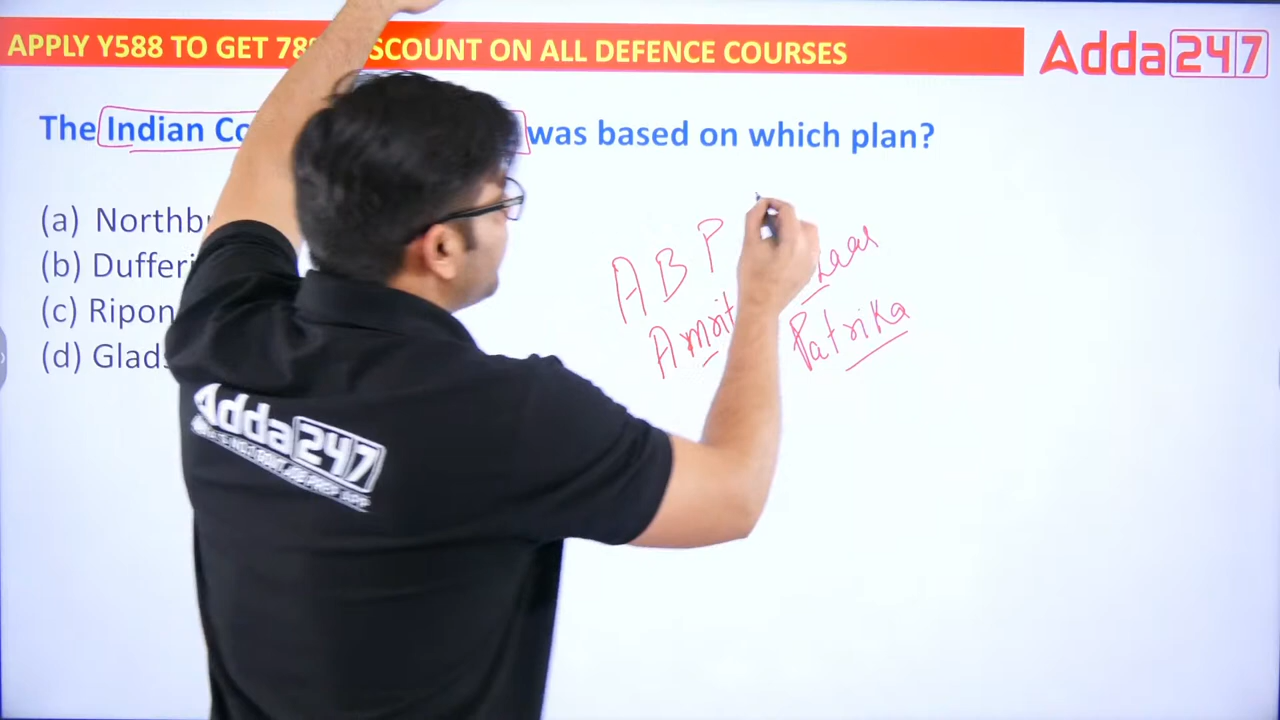 APPLY Y588 TO GET 78% DISCOUNT ON ALL DEFENCE COURSES
Adda247
The Indian Co was based on which plan?
(a) Northb
(b) Dufferi
(c) Ripon
(d) Glads
A B P
Amrit
Patrika
Adda247